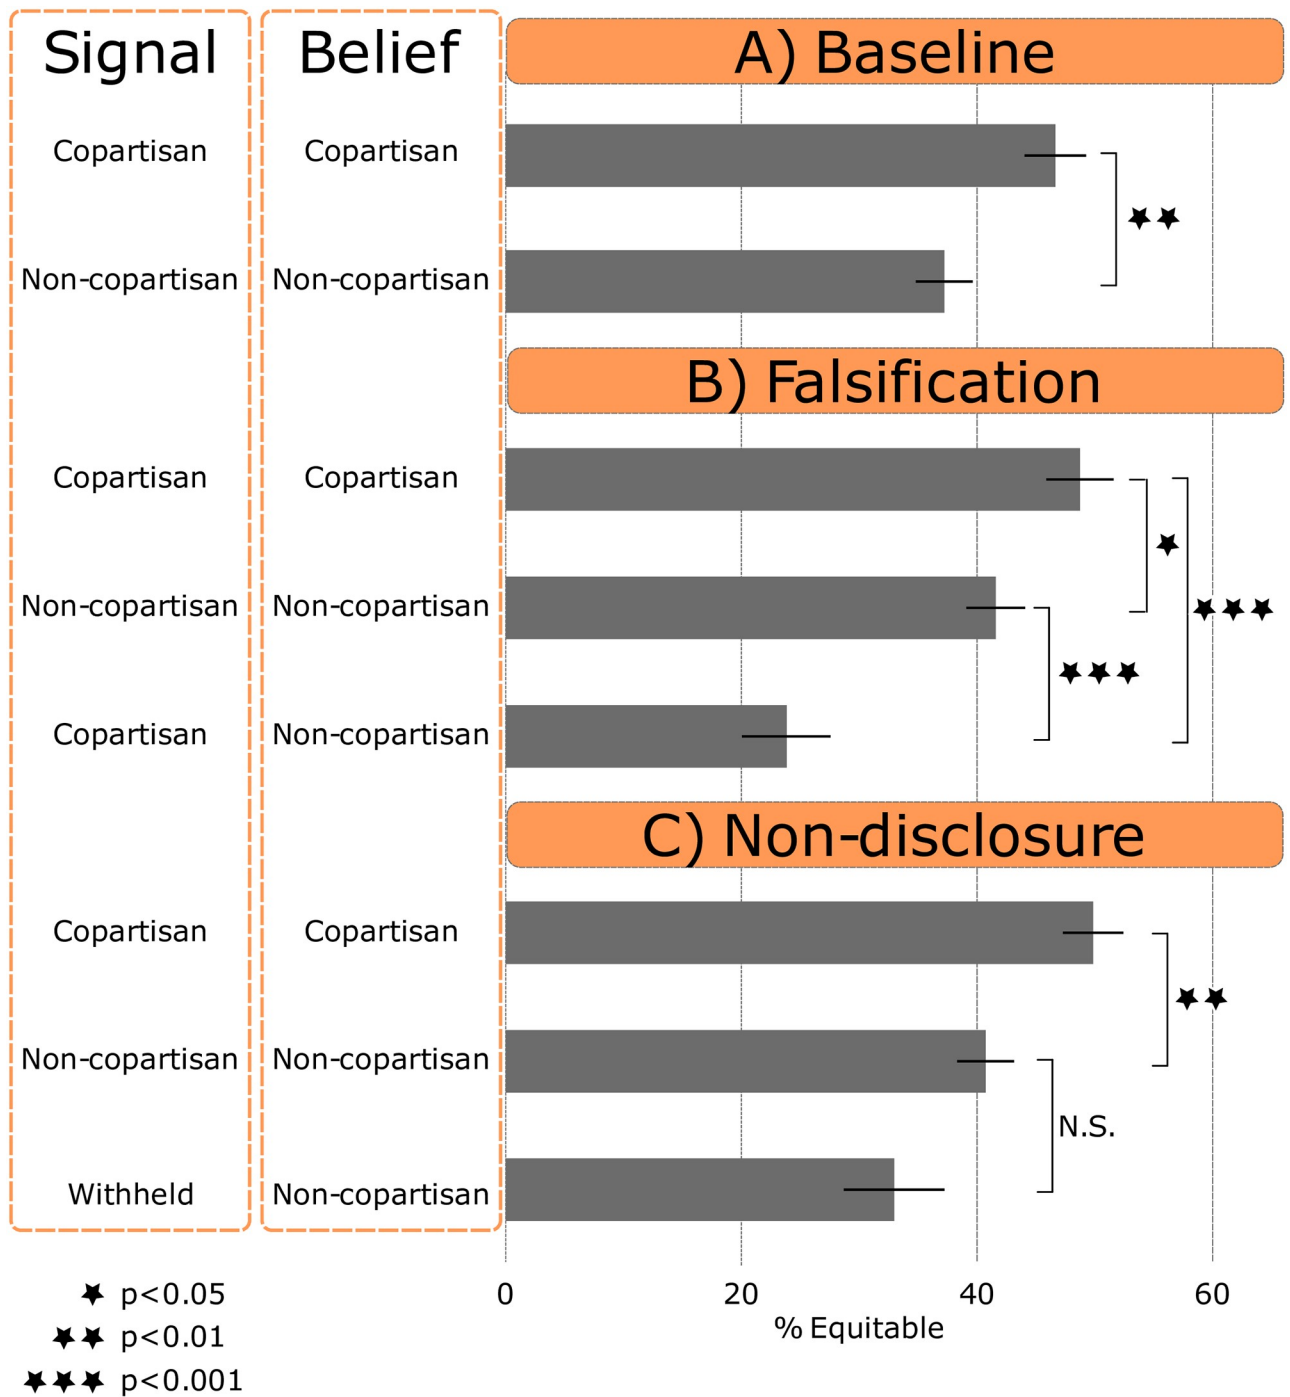 Signal Belief A) Baseline
Copartisan Copartisan
Non-copartisan Non-copartisan
B) Falsification
Copartisan Copartisan
Non-copartisan Non-copartisan
Copartisan Non-copartisan
C) Non-disclosure
Copartisan Copartisan
Non-copartisan Non-copartisan
N.S.
Withheld Non-copartisan
0 20 40 60
% Equitable
p<0.05
p<0.01
p<0.001